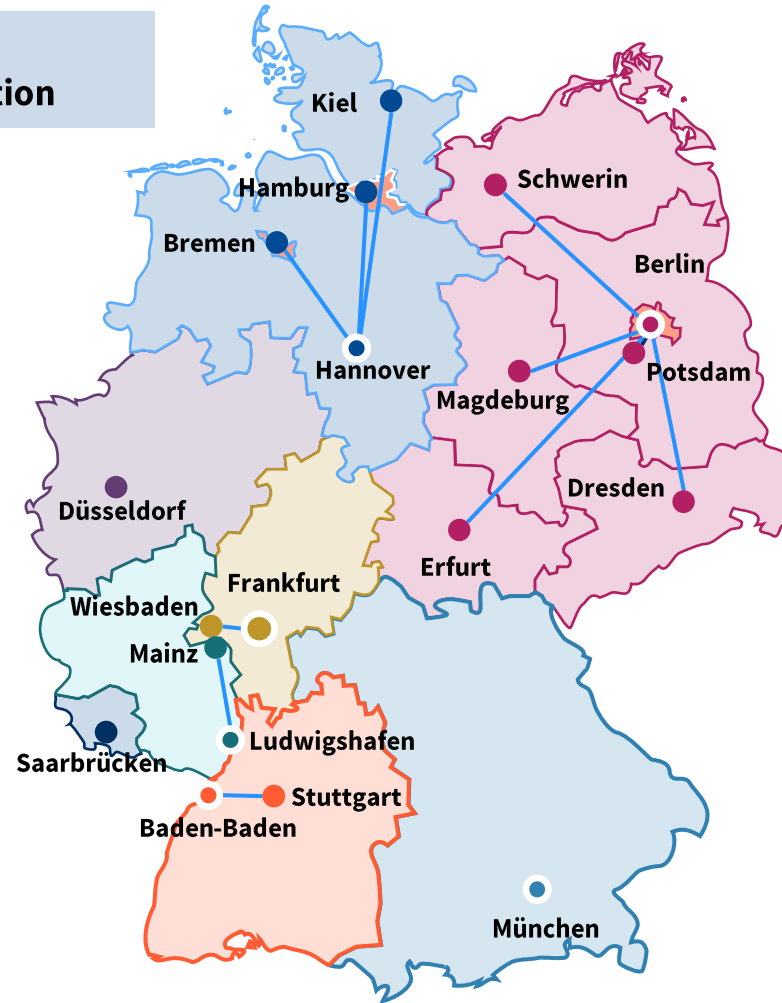 tion
Kiel
Hamburg
Schwerin
Bremen
Berlin
Hannover
Potsdam
Magdeburg
Düsseldorf
Dresden
Erfurt
Frankfurt
Wiesbaden
Mainz
Ludwigshafen
Saarbrücken
Stuttgart
Baden-Baden
München